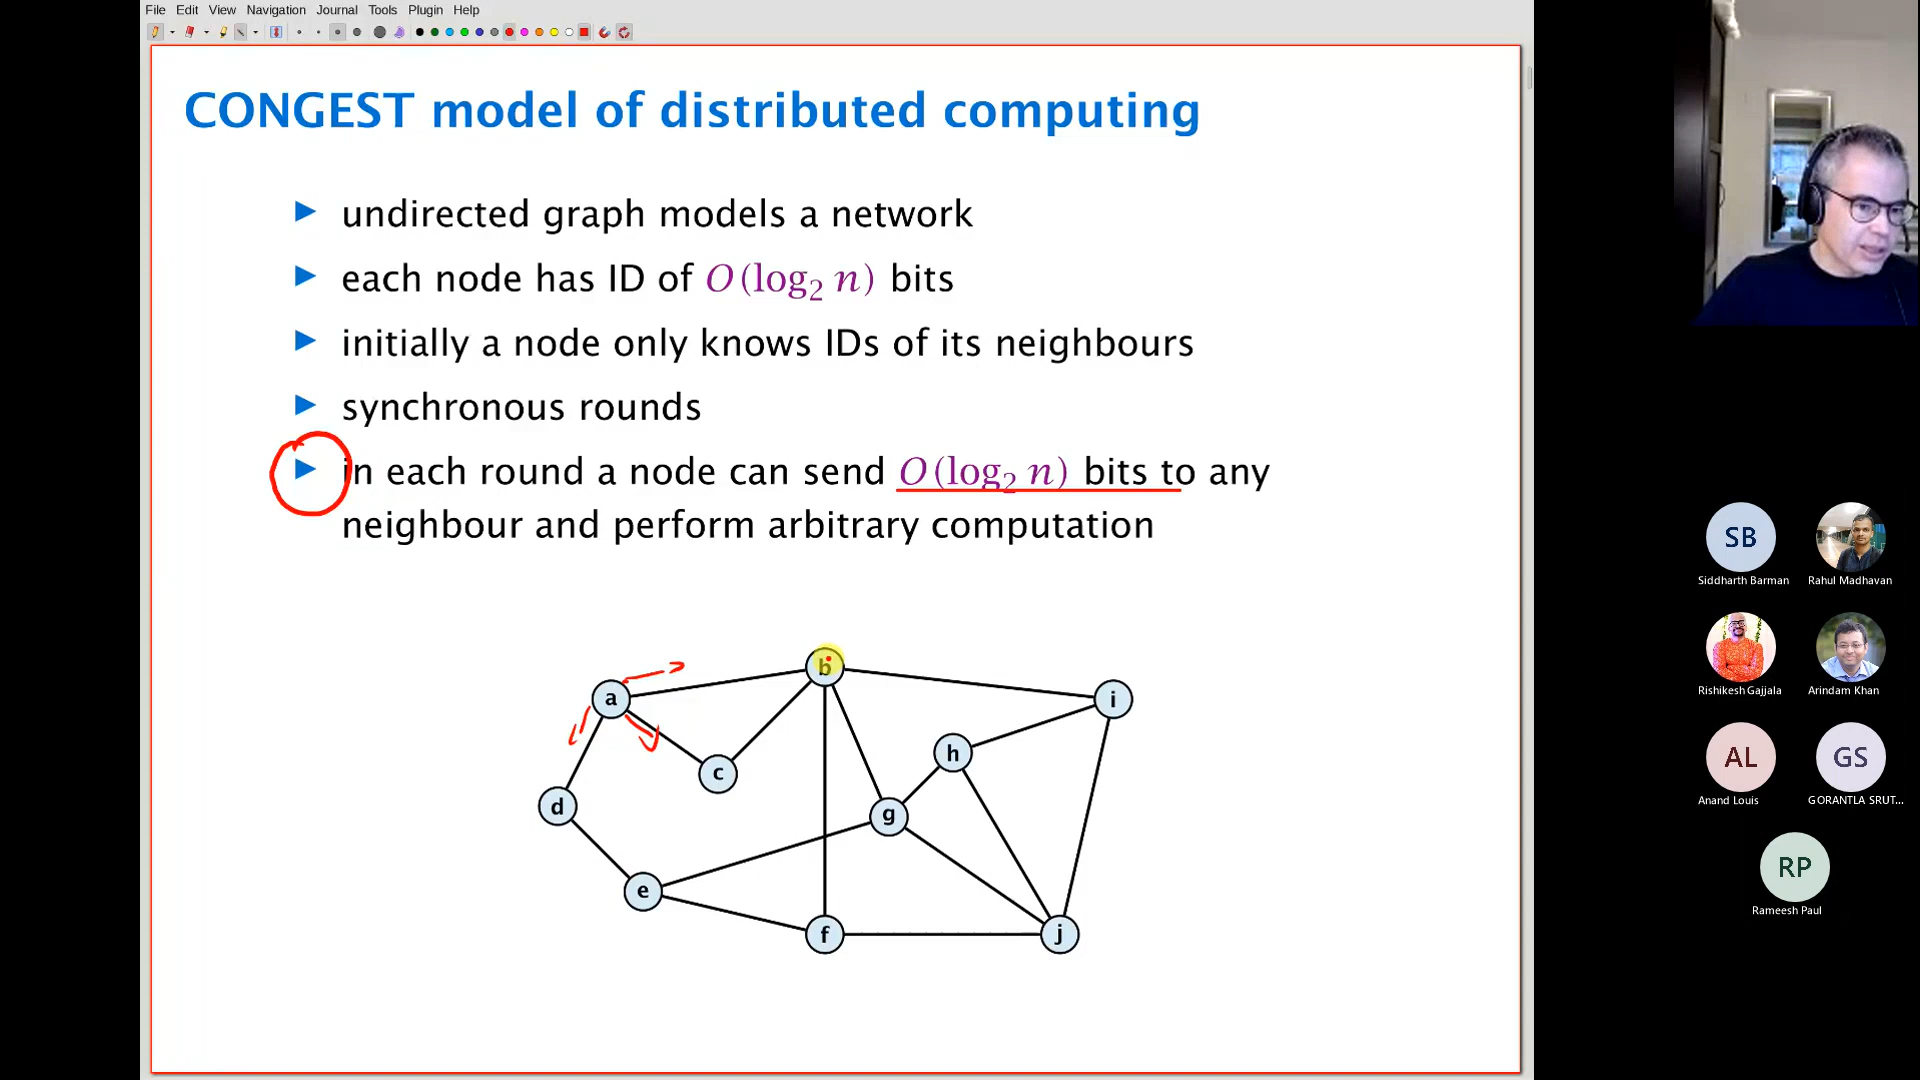 File Edit View Navigation Journal Tools Plugin Help
CONGEST model of distributed computing
▶ undirected graph models a network
▶ each node has ID of O(log₂ n) bits
▶ initially a node only knows IDs of its neighbours
▶ synchronous rounds
▶ in each round a node can send O(log₂ n) bits to any
neighbour and perform arbitrary computation
b
a
i
h
c
d
g
e
f
j
SB
Siddharth Barman
Rahul Madhavan
Rishikesh Gajjala
Arindam Khan
AL
Anand Louis
GS
GORANTLA SRUT...
RP
Rameesh Paul